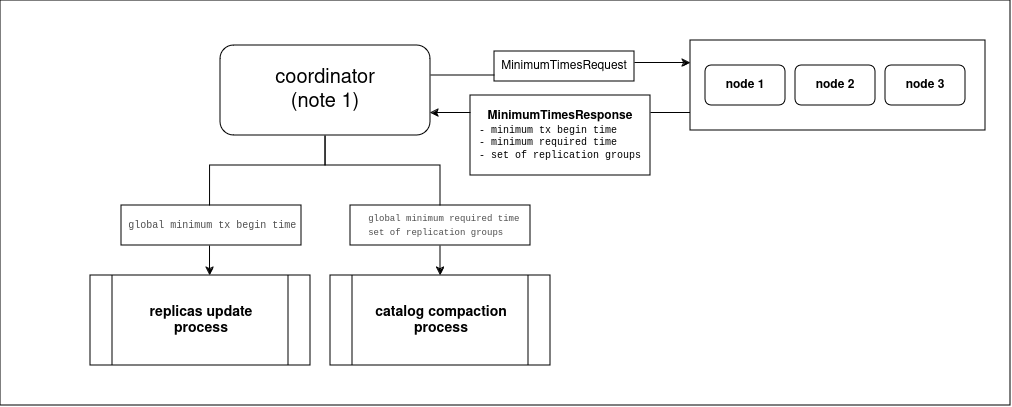 coordinator
(note 1)
MinimumTimesRequest
node 1
node 2
node 3
MinimumTimesResponse
- minimum tx begin time
- minimum required time
- set of replication groups
global minimum tx begin time
global minimum required time
set of replication groups
replicas update
process
catalog compaction
process